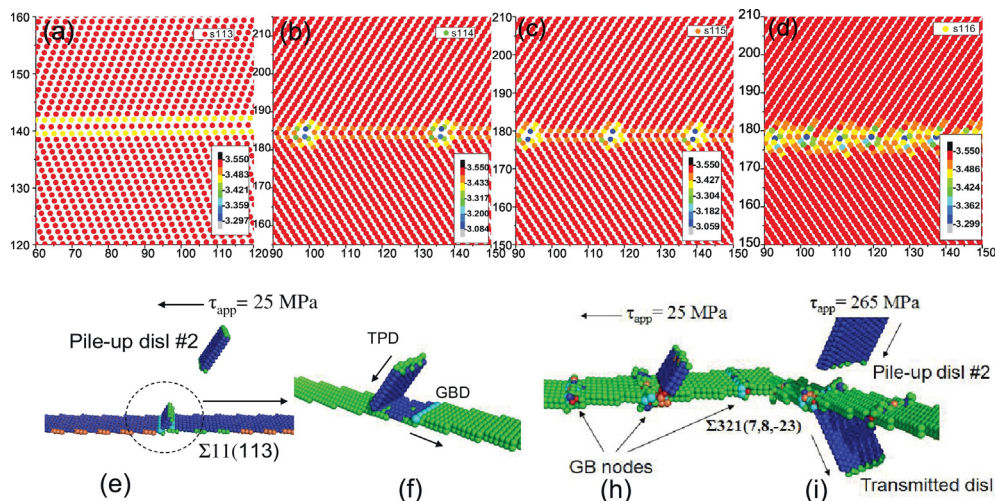 (a)
s113
160
150
140
130
120
60 70 80 90 100 110 120
-3.550
-3.483
-3.421
-3.359
-3.297
(b)
s114
210
200
190
180
170
160
150
90 100 110 120 130 140 150
-3.550
-3.433
-3.317
-3.200
-3.084
(c)
s115
210
200
190
180
170
160
150
90 100 110 120 130 140 150
-3.550
-3.427
-3.304
-3.182
-3.059
(d)
s116
210
200
190
180
170
160
150
90 100 110 120 130 140 150
-3.550
-3.486
-3.424
-3.362
-3.299
τapp= 25 MPa
Pile-up disl #2
Σ11(113)
(e)
TPD
GBD
(f)
τapp= 25 MPa
GB nodes
Σ321(7,8,-23)
(h)
τapp= 265 MPa
Pile-up disl #2
Transmitted disl
(i)